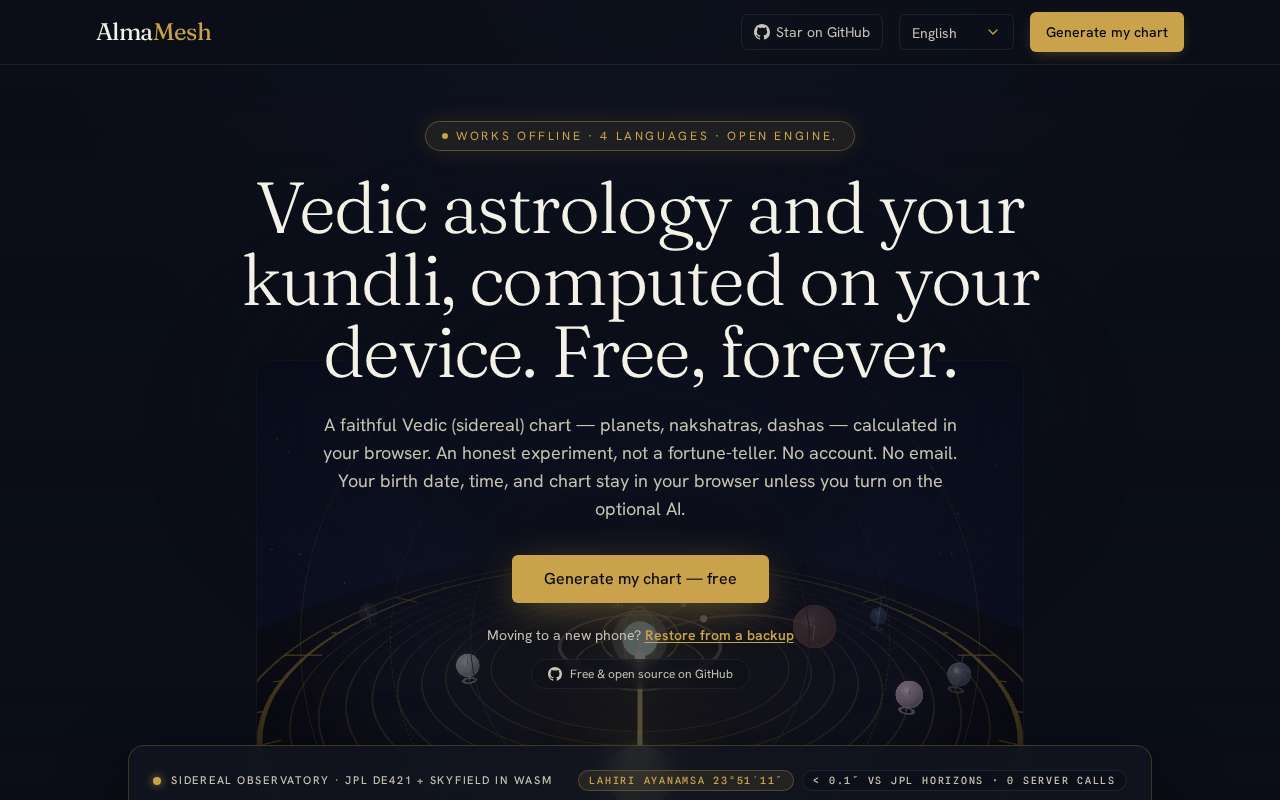 AlmaMesh
Star on GitHub
English
Generate my chart
WORKS OFFLINE · 4 LANGUAGES · OPEN ENGINE.
Vedic astrology and your
kundli, computed on your
device. Free, forever.
A faithful Vedic (sidereal) chart — planets, nakshatras, dashas — calculated in
your browser. An honest experiment, not a fortune-teller. No account. No email.
Your birth date, time, and chart stay in your browser unless you turn on the
optional AI.
Generate my chart — free
Moving to a new phone? Restore from a backup
Free & open source on GitHub
SIDEREAL OBSERVATORY · JPL DE421 + SKYFIELD IN WASM
LAHIRI AYANAMSA 23°51′11″
< 0.1″ VS JPL HORIZONS · 0 SERVER CALLS